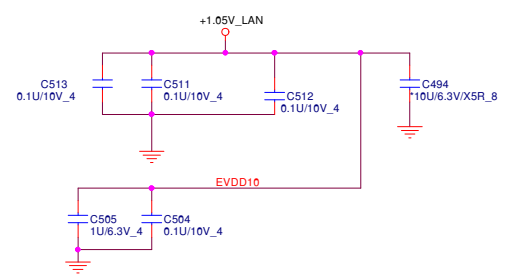 +1.05V_LAN
C513
0.1U/10V_4
C511
0.1U/10V_4
C512
0.1U/10V_4
C494
*10U/6.3V/X5R_8
EVDD10
C505
1U/6.3V_4
C504
0.1U/10V_4